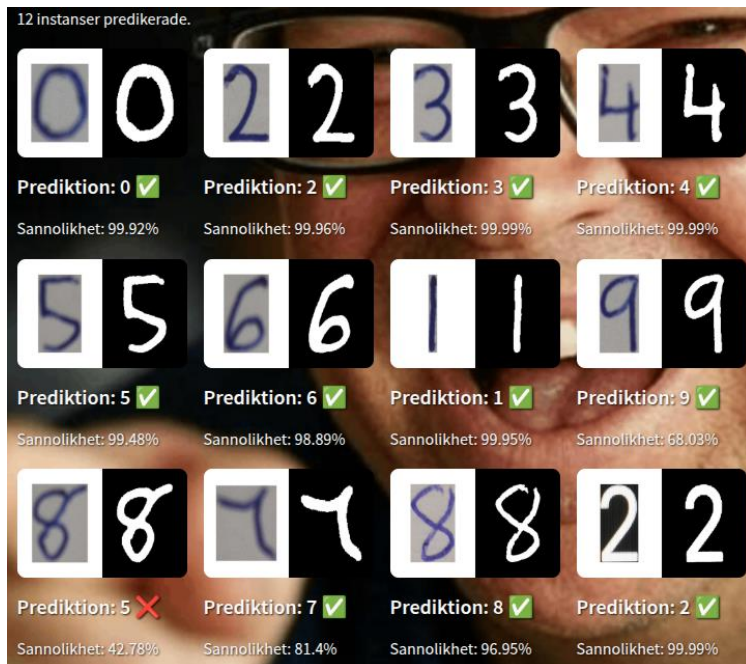 12 instanser predikerade.
0 0 2 2 3 3 4 4
Prediktion: 0 ✅ Prediktion: 2 ✅ Prediktion: 3 ✅ Prediktion: 4 ✅
Sannolikhet: 99.92% Sannolikhet: 99.96% Sannolikhet: 99.99% Sannolikhet: 99.99%
5 5 6 6 1 1 9 9
Prediktion: 5 ✅ Prediktion: 6 ✅ Prediktion: 1 ✅ Prediktion: 9 ✅
Sannolikhet: 99.48% Sannolikhet: 98.89% Sannolikhet: 99.95% Sannolikhet: 68.03%
8 8 7 7 8 8 2 2
Prediktion: 5 ❌ Prediktion: 7 ✅ Prediktion: 8 ✅ Prediktion: 2 ✅
Sannolikhet: 42.78% Sannolikhet: 81.4% Sannolikhet: 96.95% Sannolikhet: 99.99%